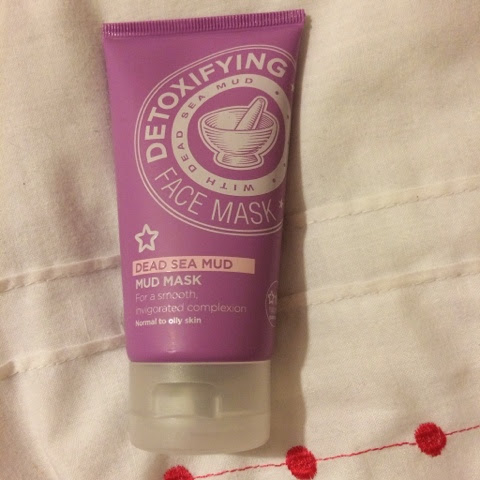 DETOXIFYING
WITH DEAD SEA MUD
FACE MASK
DEAD SEA MUD
MUD MASK
For a smooth,
invigorated complexion
Normal to oily skin